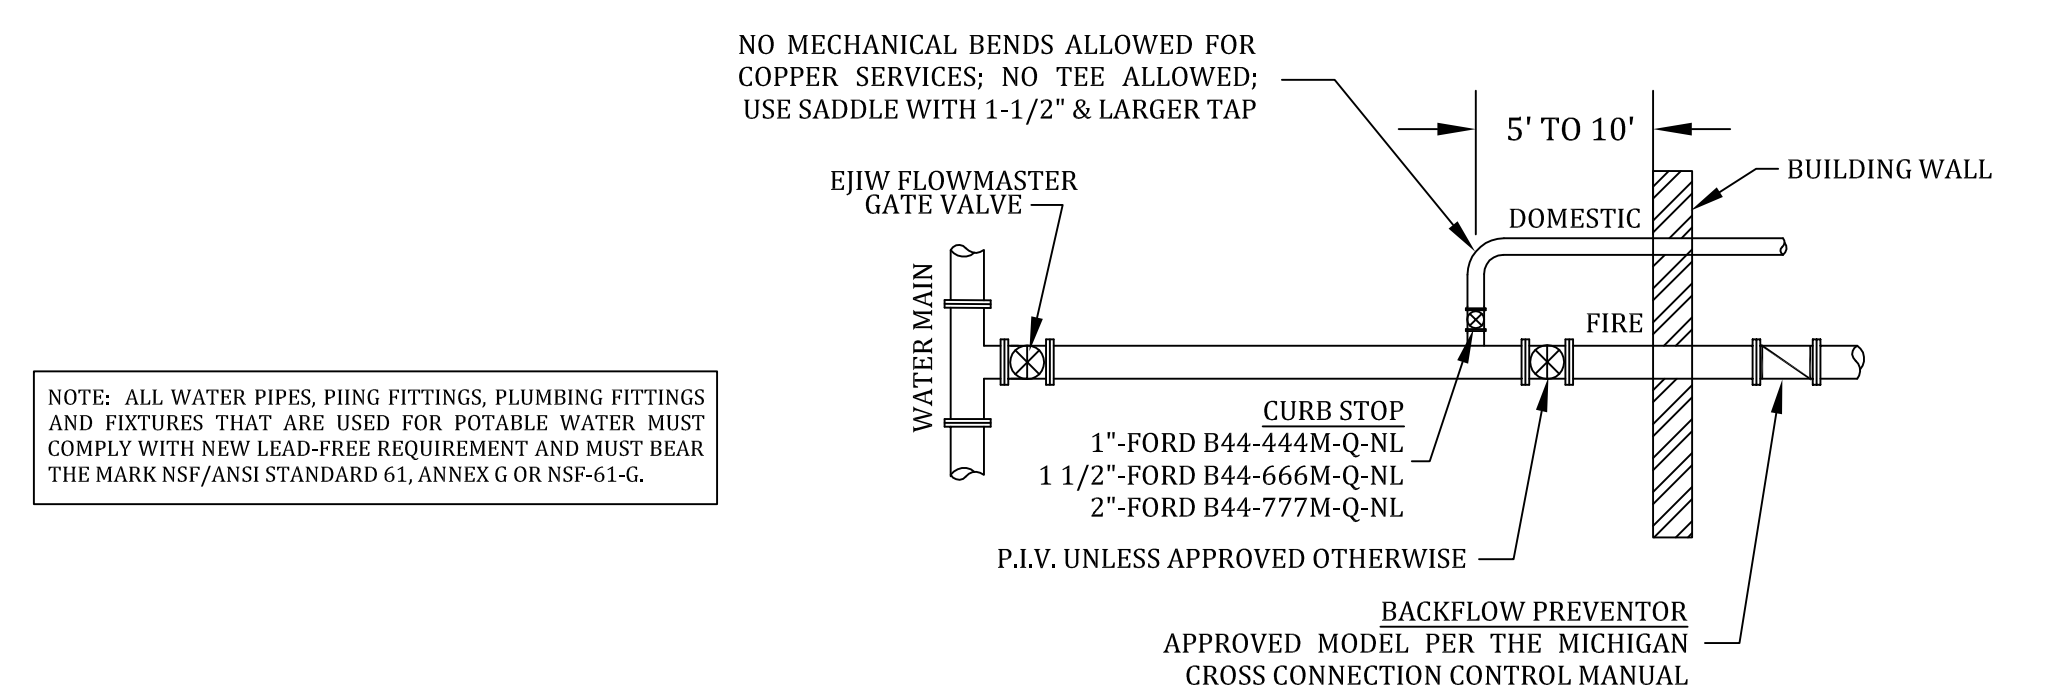 NO MECHANICAL BENDS ALLOWED FOR
COPPER SERVICES; NO TEE ALLOWED;
USE SADDLE WITH 1-1/2" & LARGER TAP
5' TO 10'
BUILDING WALL
EJIW FLOWMASTER
GATE VALVE
DOMESTIC
WATER MAIN
FIRE
NOTE: ALL WATER PIPES, PIING FITTINGS, PLUMBING FITTINGS
AND FIXTURES THAT ARE USED FOR POTABLE WATER MUST
COMPLY WITH NEW LEAD-FREE REQUIREMENT AND MUST BEAR
THE MARK NSF/ANSI STANDARD 61, ANNEX G OR NSF-61-G.
CURB STOP
1"-FORD B44-444M-Q-NL
1 1/2"-FORD B44-666M-Q-NL
2"-FORD B44-777M-Q-NL
P.I.V. UNLESS APPROVED OTHERWISE
BACKFLOW PREVENTOR
APPROVED MODEL PER THE MICHIGAN
CROSS CONNECTION CONTROL MANUAL